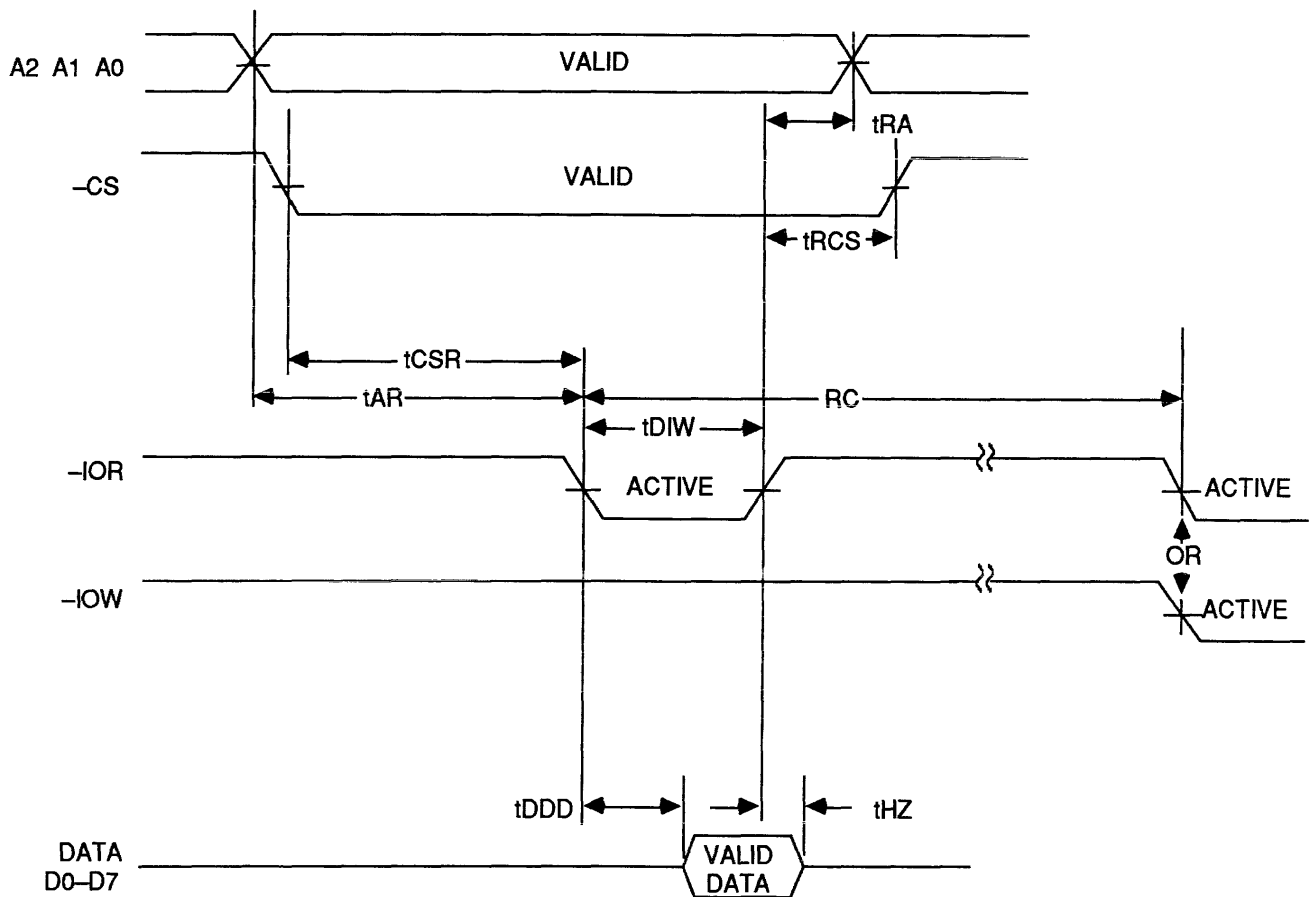 A2 A1 A0
VALID
tRA
–CS
VALID
tRCS
tCSR
tAR
RC
tDIW
–IOR
ACTIVE
ACTIVE
OR
–IOW
ACTIVE
tDDD
tHZ
DATA
D0–D7
VALID
DATA